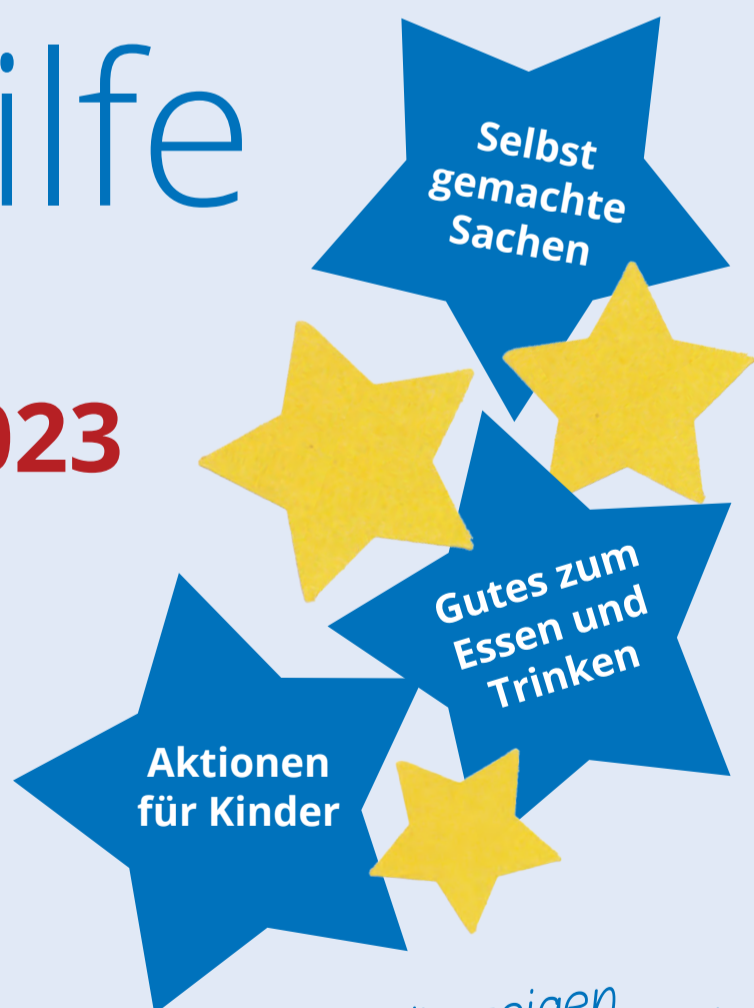 ilfe
Selbst
gemachte
Sachen
023
Gutes zum
Essen und
Trinken
Aktionen
für Kinder